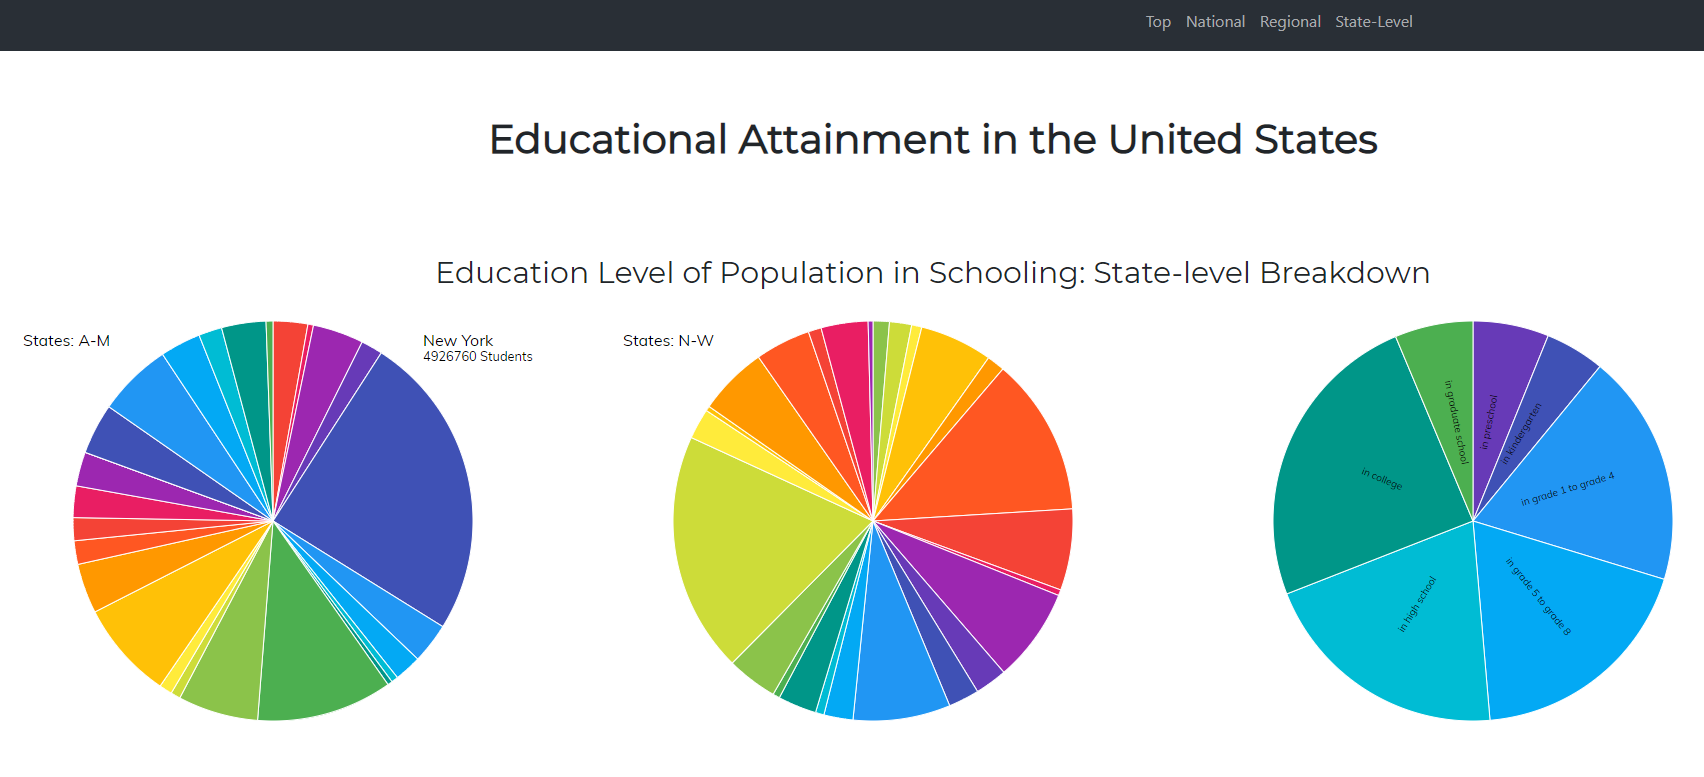 Top National Regional State-Level
Educational Attainment in the United States
Education Level of Population in Schooling: State-level Breakdown
States: A-M
New York
4926760 Students
States: N-W
in graduate school
in preschool
in kindergarten
in grade 1 to grade 4
in grade 5 to grade 8
in high school
in college